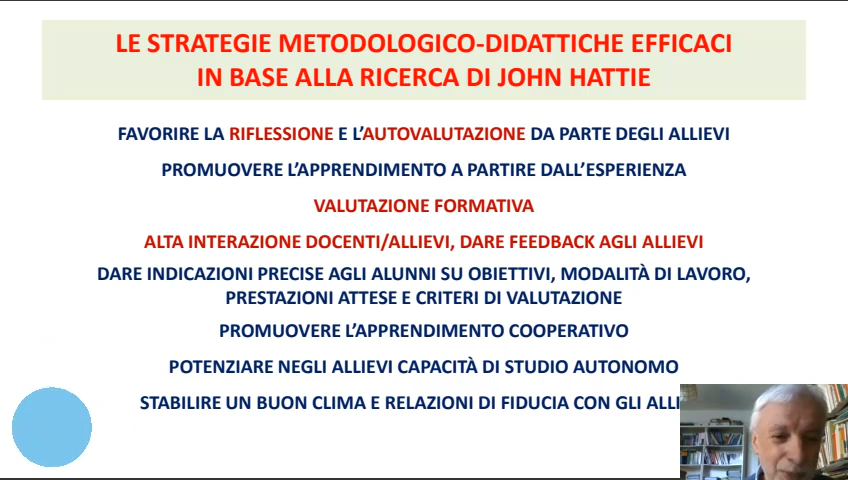 LE STRATEGIE METODOLOGICO-DIDATTICHE EFFICACI
IN BASE ALLA RICERCA DI JOHN HATTIE
FAVORIRE LA RIFLESSIONE E L'AUTOVALUTAZIONE DA PARTE DEGLI ALLIEVI
PROMUOVERE L'APPRENDIMENTO A PARTIRE DALL'ESPERIENZA
VALUTAZIONE FORMATIVA
ALTA INTERAZIONE DOCENTI/ALLIEVI, DARE FEEDBACK AGLI ALLIEVI
DARE INDICAZIONI PRECISE AGLI ALUNNI SU OBIETTIVI, MODALITÀ DI LAVORO,
PRESTAZIONI ATTESE E CRITERI DI VALUTAZIONE
PROMUOVERE L'APPRENDIMENTO COOPERATIVO
POTENZIARE NEGLI ALLIEVI CAPACITÀ DI STUDIO AUTONOMO
STABILIRE UN BUON CLIMA E RELAZIONI DI FIDUCIA CON GLI ALLI